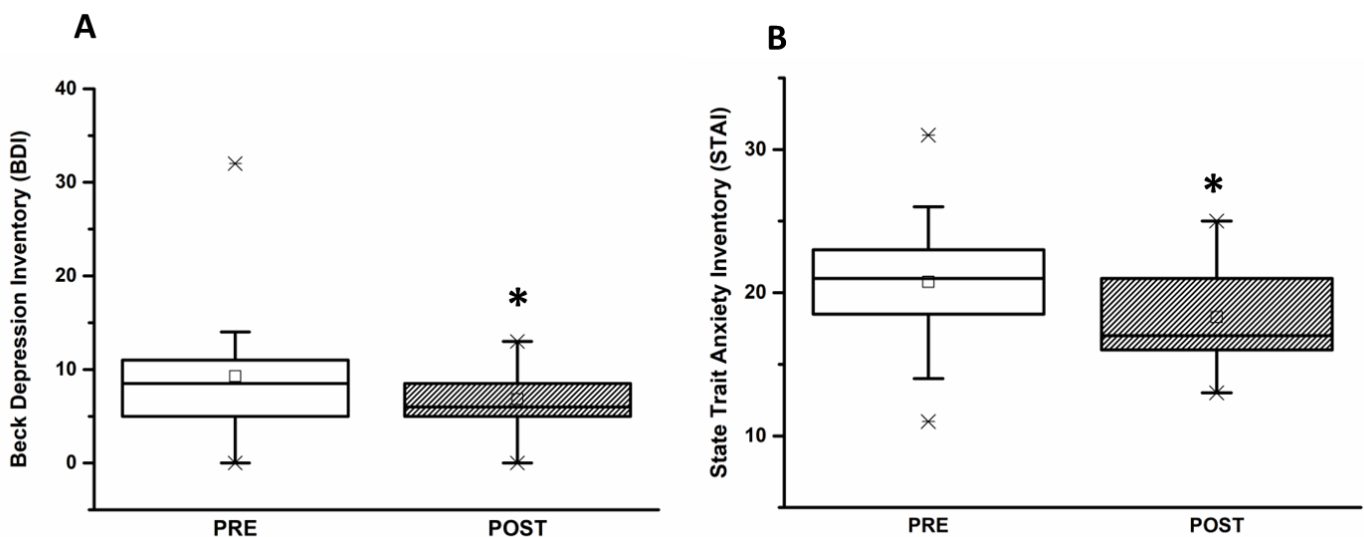 A
Beck Depression Inventory (BDI)
40
30
20
10
0
*
PRE
POST
B
State Trait Anxiety Inventory (STAI)
30
20
10
*
PRE
POST